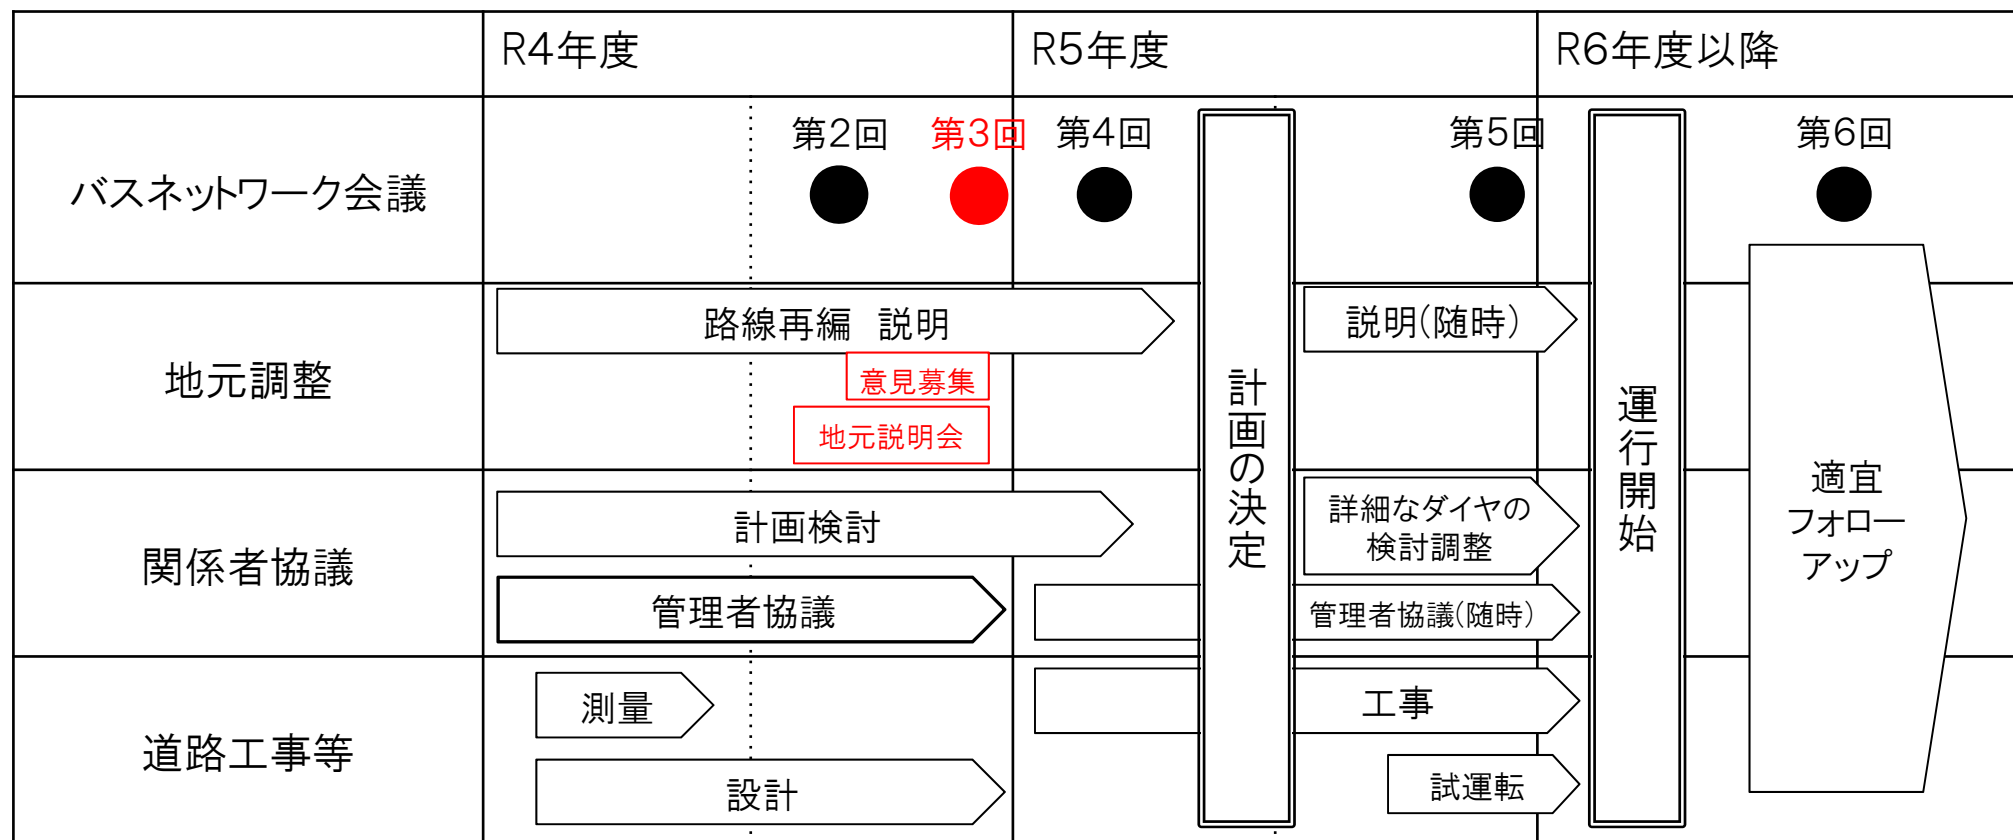 R4年度
R5年度
R6年度以降
バスネットワーク会議
第2回
第3回
第4回
第5回
第6回
地元調整
路線再編　説明
意見募集
地元説明会
説明(随時)
関係者協議
計画検討
管理者協議
詳細なダイヤの
検討調整
管理者協議(随時)
道路工事等
測量
設計
工事
試運転
計画の決定
運行開始
適宜
フォロー
アップ